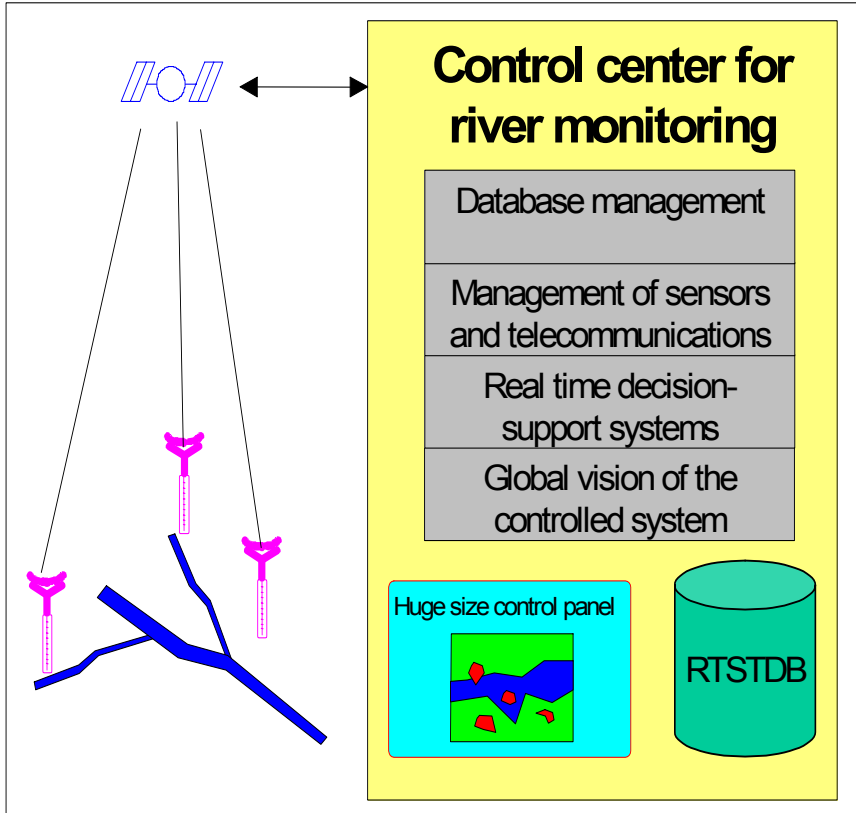 Control center for
river monitoring
Database management
Management of sensors
and telecommunications
Real time decision-
support systems
Global vision of the
controlled system
Huge size control panel
RTSTDB